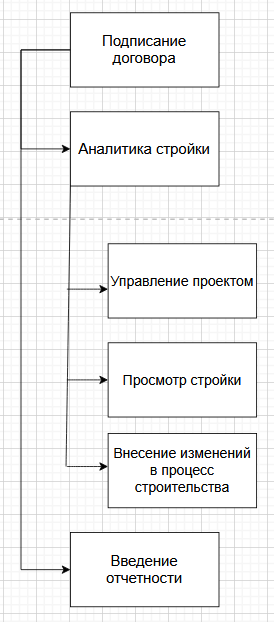 Подписание
договора
Аналитика стройки
Управление проектом
Просмотр стройки
Внесение изменений
в процесс
строительства
Введение
отчетности